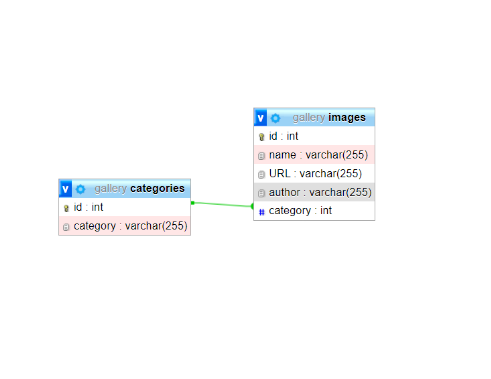 gallery images
id : int
name : varchar(255)
URL : varchar(255)
author : varchar(255)
category : int
gallery categories
id : int
category : varchar(255)